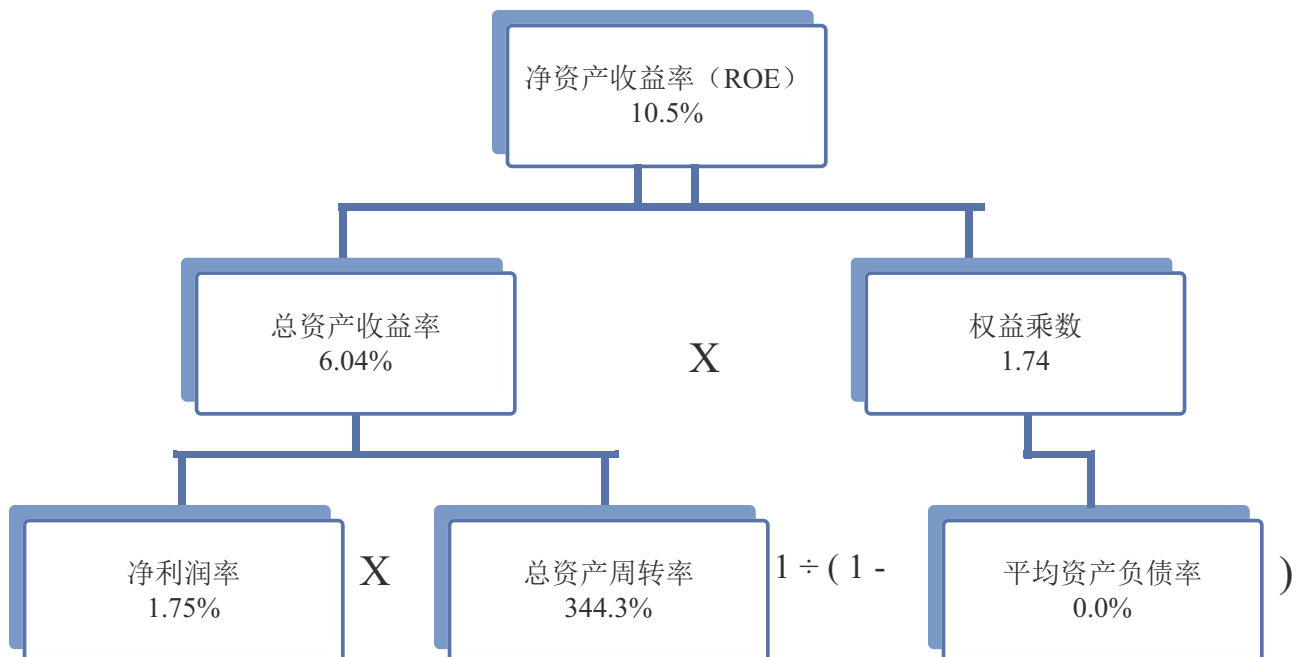 净资产收益率（ROE）
10.5%
总资产收益率
6.04%
X
权益乘数
1.74
净利润率
1.75%
X
总资产周转率
344.3%
1 ÷ ( 1 -
平均资产负债率
0.0%
)